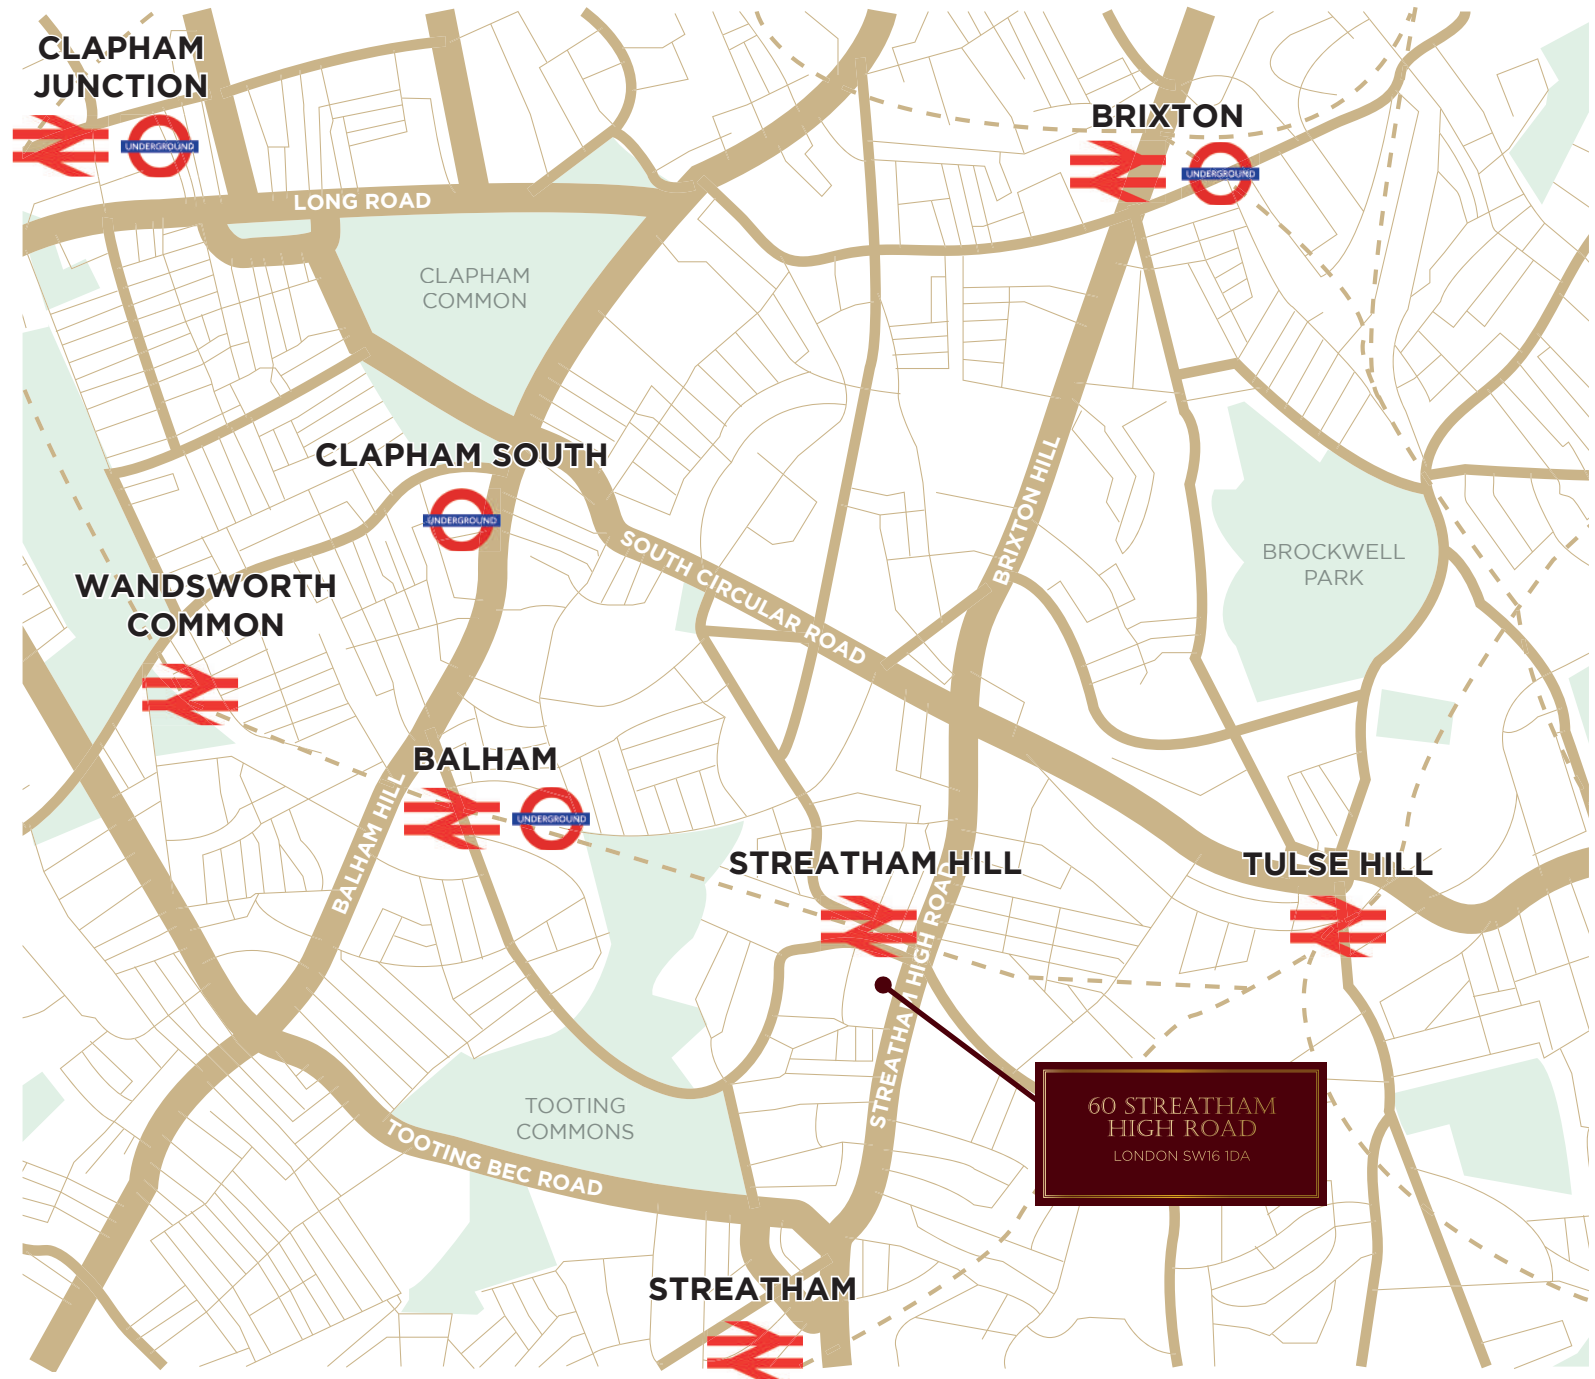 CLAPHAM
JUNCTION
UNDERGROUND
BRIXTON
UNDERGROUND
LONG ROAD
CLAPHAM
COMMON
CLAPHAM SOUTH
UNDERGROUND
BRIXTON HILL
SOUTH CIRCULAR ROAD
BROCKWELL
PARK
WANDSWORTH
COMMON
BALHAM
UNDERGROUND
BALHAM HILL
STREATHAM HILL
TULSE HILL
STREATHAM HIGH ROAD
60 STREATHAM
HIGH ROAD
LONDON SW16 1DA
TOOTING
COMMONS
TOOTING BEC ROAD
STREATHAM